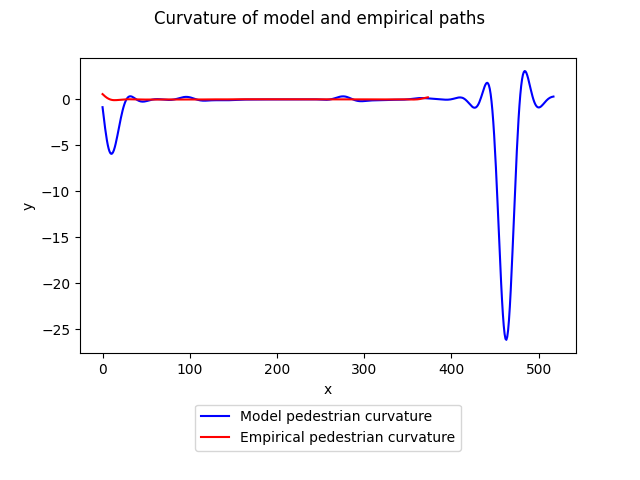 Curvature of model and empirical paths
y
0
−5
−10
−15
−20
−25
0 100 200 300 400 500
x
Model pedestrian curvature
Empirical pedestrian curvature